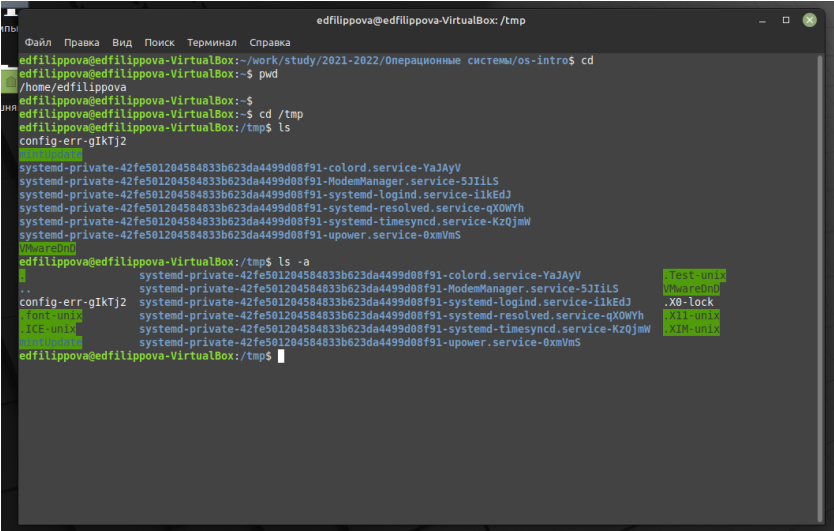 edfilippova@edfilippova-VirtualBox: /tmp
Файл Правка Вид Поиск Терминал Справка
edfilippova@edfilippova-VirtualBox:~/work/study/2021-2022/Операционные системы/os-intro$ cd
edfilippova@edfilippova-VirtualBox:~$ pwd
/home/edfilippova
edfilippova@edfilippova-VirtualBox:~$
edfilippova@edfilippova-VirtualBox:~$ cd /tmp
edfilippova@edfilippova-VirtualBox:/tmp$ ls
config-err-gIkTj2
mintUpdate
systemd-private-42fe501204584833b623da4499d08f91-colord.service-YaJAyV
systemd-private-42fe501204584833b623da4499d08f91-ModemManager.service-5JIiLS
systemd-private-42fe501204584833b623da4499d08f91-systemd-logind.service-i1kEdJ
systemd-private-42fe501204584833b623da4499d08f91-systemd-resolved.service-qXOWYh
systemd-private-42fe501204584833b623da4499d08f91-systemd-timesyncd.service-KzQjmW
systemd-private-42fe501204584833b623da4499d08f91-upower.service-0xmVmS
VMwareDnD
edfilippova@edfilippova-VirtualBox:/tmp$ ls -a
. systemd-private-42fe501204584833b623da4499d08f91-colord.service-YaJAyV .Test-unix
.. systemd-private-42fe501204584833b623da4499d08f91-ModemManager.service-5JIiLS VMwareDnD
config-err-gIkTj2 systemd-private-42fe501204584833b623da4499d08f91-systemd-logind.service-i1kEdJ .X0-lock
.font-unix systemd-private-42fe501204584833b623da4499d08f91-systemd-resolved.service-qXOWYh .X11-unix
.ICE-unix systemd-private-42fe501204584833b623da4499d08f91-systemd-timesyncd.service-KzQjmW .XIM-unix
mintUpdate systemd-private-42fe501204584833b623da4499d08f91-upower.service-0xmVmS
edfilippova@edfilippova-VirtualBox:/tmp$